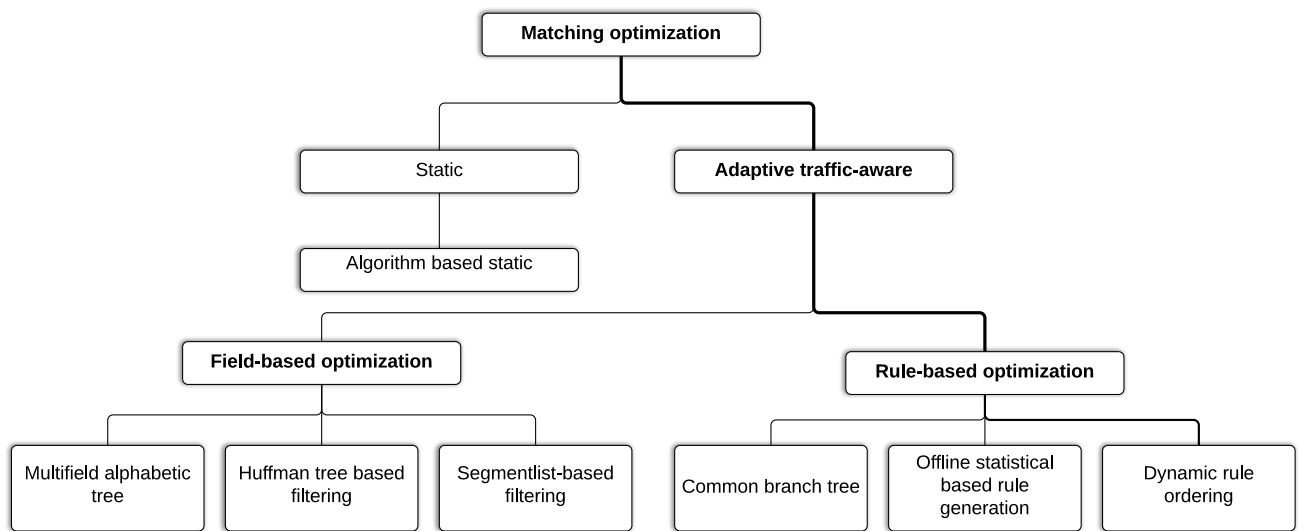 Matching optimization
Static
Adaptive traffic-aware
Algorithm based static
Field-based optimization
Rule-based optimization
Multifield alphabetic
tree
Huffman tree based
filtering
Segmentlist-based
filtering
Common branch tree
Offline statistical
based rule
generation
Dynamic rule
ordering